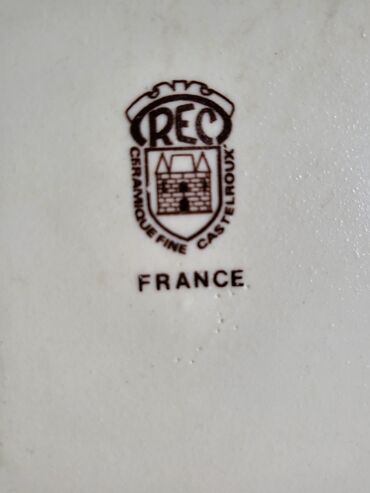 REC
CERAMIQUE FINE CASTELROUX
FRANCE